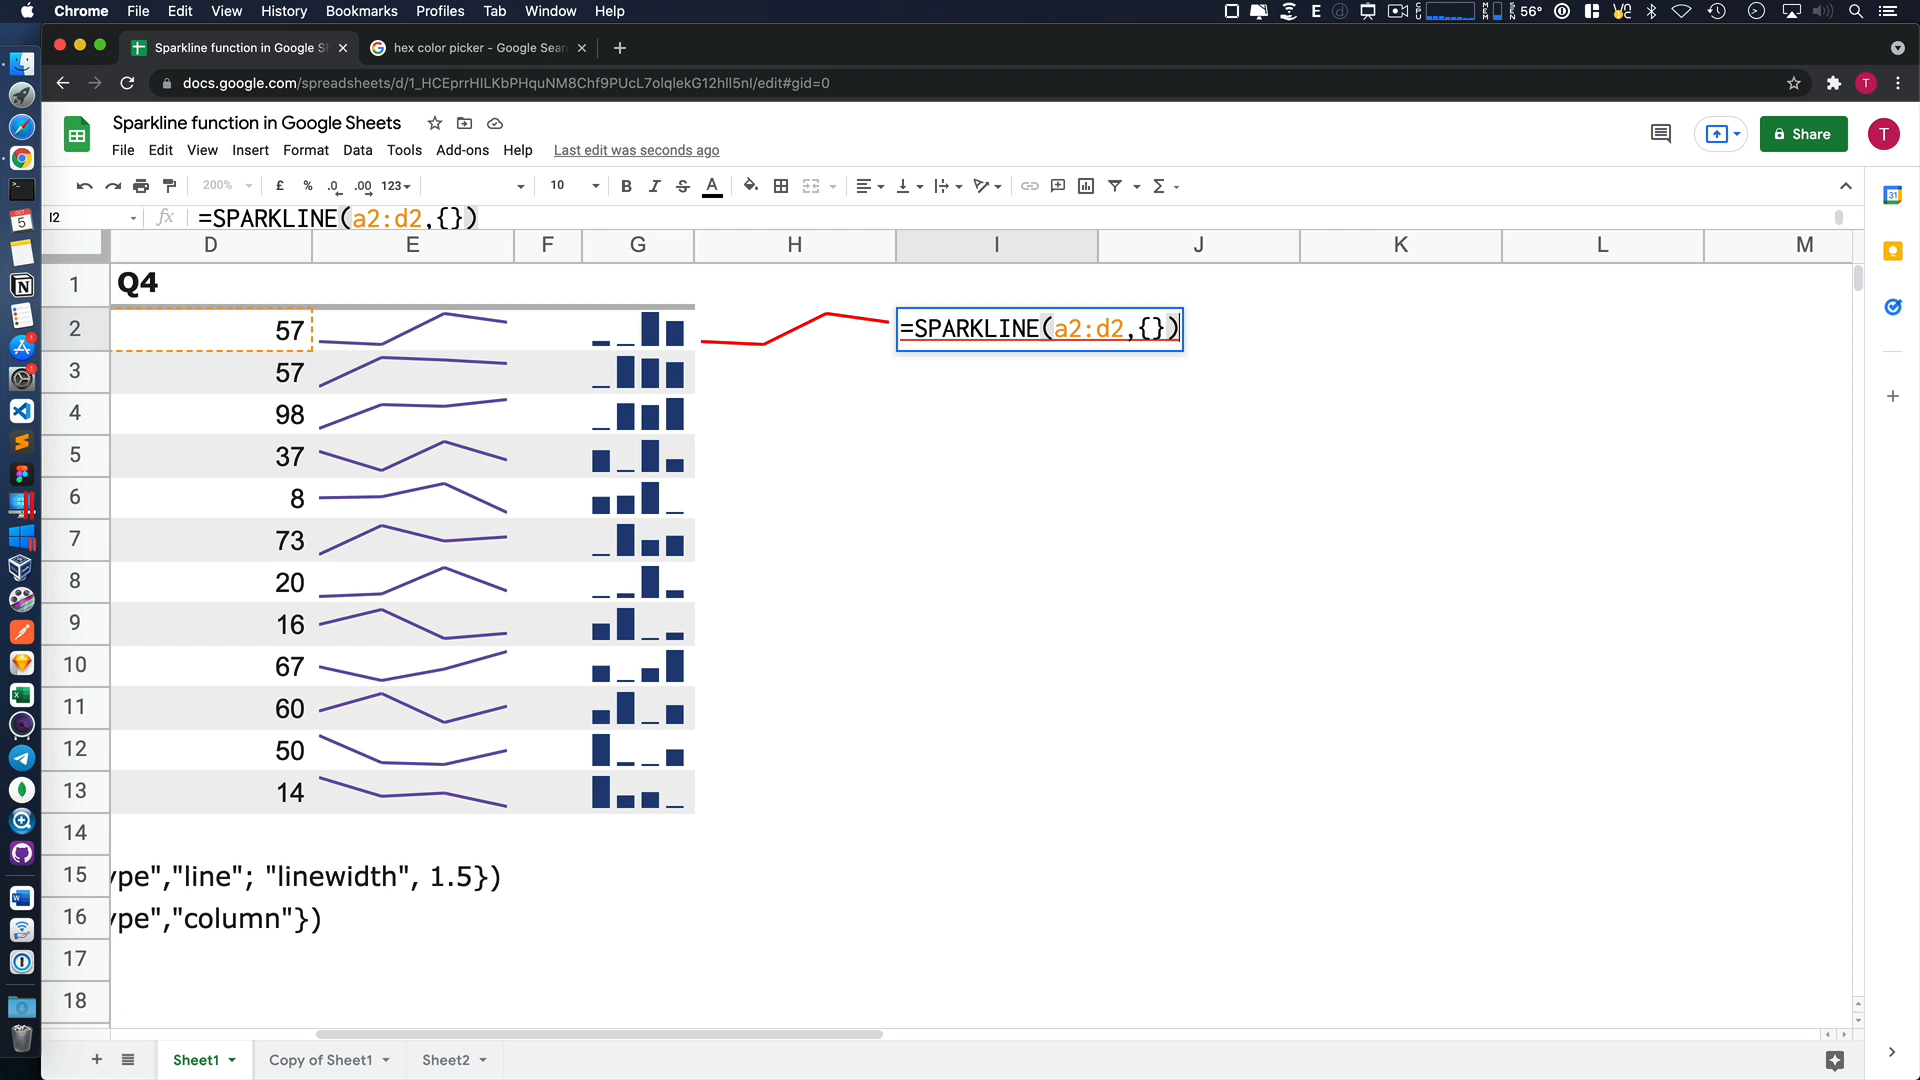 Chrome File Edit View History Bookmarks Profiles Tab Window Help
56°
Sparkline function in Google S
hex color picker - Google Sear
docs.google.com/spreadsheets/d/1_HCEprrHILKbPHquNM8Chf9PUcL7olqlekG12hll5nI/edit#gid=0
T
Sparkline function in Google Sheets
Share
T
File Edit View Insert Format Data Tools Add-ons Help Last edit was seconds ago
200% £ % .0 .00 123 10 B I S A Σ
31
I2 fx =SPARKLINE(a2:d2,{})
D E F G H I J K L M
1 Q4
2 57 =SPARKLINE(a2:d2,{})
3 57
4 98
5 37
6 8
7 73
8 20
9 16
10 67
11 60
12 50
13 14
14
15 ype","line"; "linewidth", 1.5})
16 ype","column"})
17
18
+ Sheet1 Copy of Sheet1 Sheet2